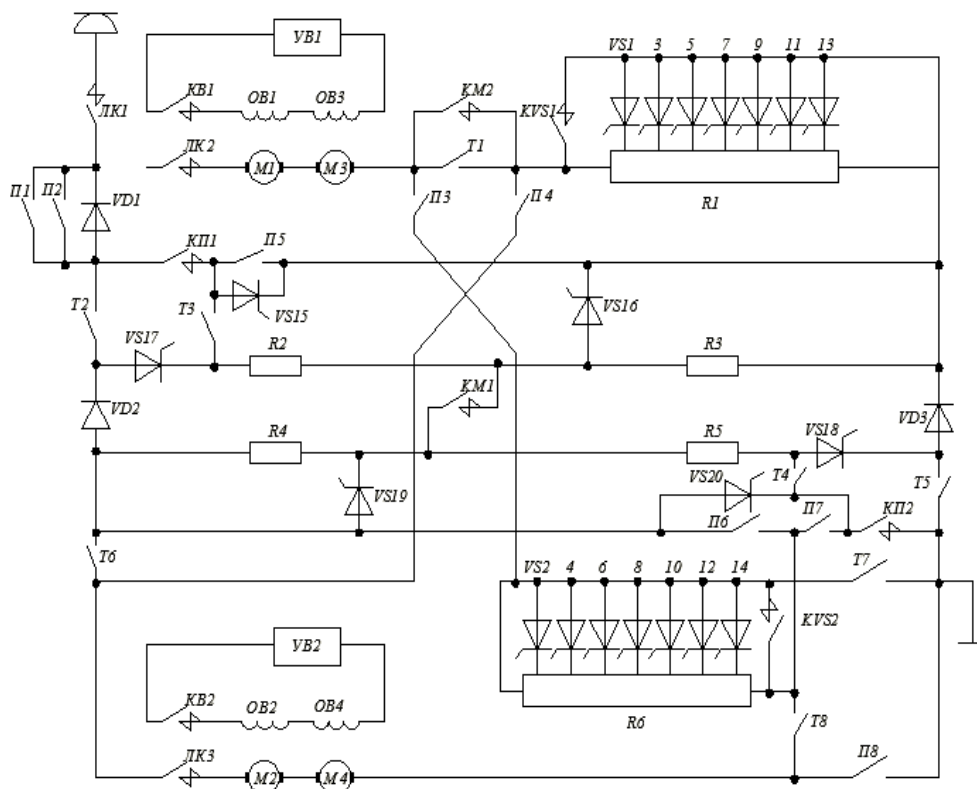 УВ1
VS1 3 5 7 9 11 13
КВ1 ОВ1 ОВ3
КМ2
KVS1
ЛК1
ЛК2
Т1
М1 М3
П1 П2
VD1
П3 П4
R1
КП1 П5
Т2 Т3
VS15
VS16
VS17
R2 R3
КМ1
VD2
VD3
R4 R5
VS18
VS20
Т4
Т5
VS19
П6 П7
КП2
Т6
VS2 4 6 8 10 12 14
Т7
KVS2
УВ2
КВ2 ОВ2 ОВ4
R6
Т8
ЛК3
П8
М2 М4